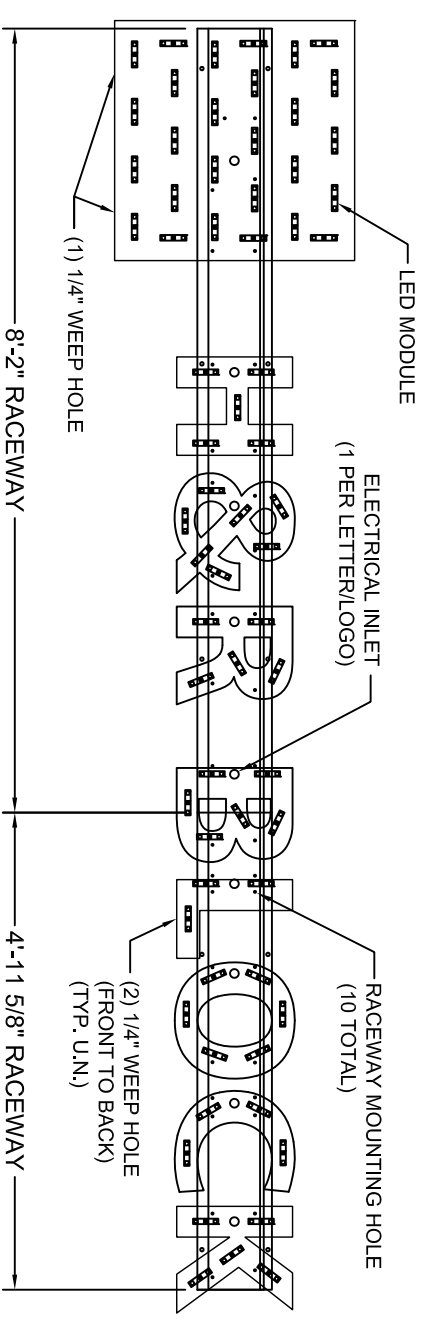 LED MODULE
ELECTRICAL INLET
(1 PER LETTER/LOGO)
RACEWAY MOUNTING HOLE
(10 TOTAL)
H&R BLOCK
(1) 1/4" WEEP HOLE
(2) 1/4" WEEP HOLE
(FRONT TO BACK)
(TYP. U.N.)
8'-2" RACEWAY
4'-11 5/8" RACEWAY